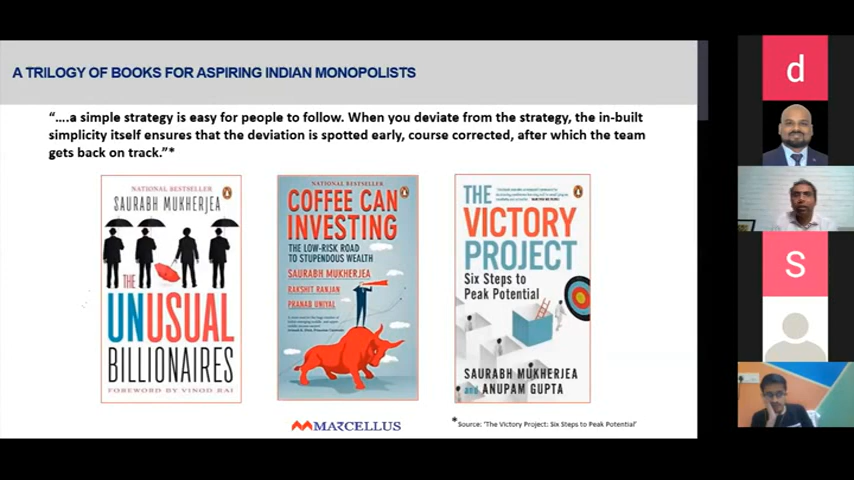 A TRILOGY OF BOOKS FOR ASPIRING INDIAN MONOPOLISTS
“....a simple strategy is easy for people to follow. When you deviate from the strategy, the in-built
simplicity itself ensures that the deviation is spotted early, course corrected, after which the team
gets back on track.”*
NATIONAL BESTSELLER
SAURABH MUKHERJEA
THE
UNUSUAL
BILLIONAIRES
FOREWORD BY VINOD RAI
NATIONAL BESTSELLER
COFFEE CAN
INVESTING
THE LOW-RISK ROAD
TO STUPENDOUS WEALTH
SAURABH MUKHERJEA
RAKSHIT RANJAN
PRANAB UNIYAL
THE
VICTORY
PROJECT
Six Steps to
Peak Potential
SAURABH MUKHERJEA
and ANUPAM GUPTA
MARCELLUS
* Source: ‘The Victory Project: Six Steps to Peak Potential’
d
S